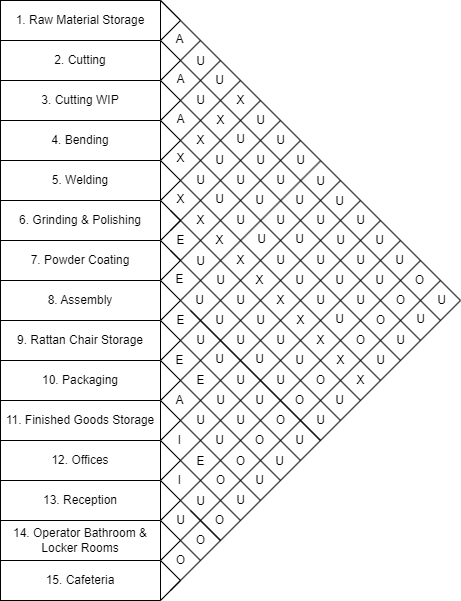 1. Raw Material Storage
A
2. Cutting U
A U
3. Cutting WIP U X
A X U
4. Bending X U U
X U U U
5. Welding U U U U
X U U U U
6. Grinding & Polishing X U U U U
E X U U U U
7. Powder Coating U X U U U U
E U X U U U O
8. Assembly U U X U U O U
E U U X U O U
9. Rattan Chair Storage U U U X O U
E U U U X U
10. Packaging E U U O X
A U U O U
11. Finished Goods Storage U U O U
I U O U
12. Offices E O U
I O U
13. Reception U U
U O
14. Operator Bathroom &
Locker Rooms O
O
15. Cafeteria